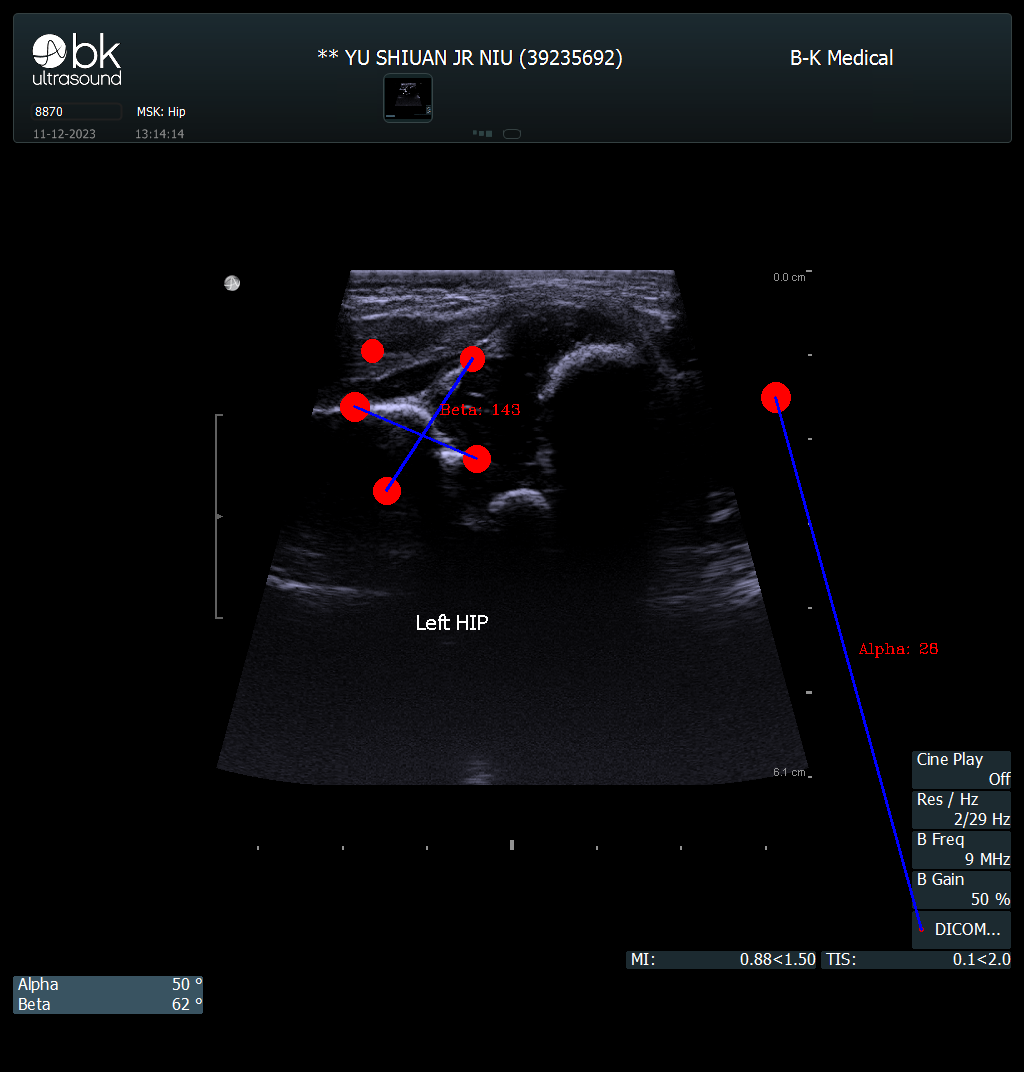 bk
ultrasound
** YU SHIUAN JR NIU (39235692)
B-K Medical
8870
MSK: Hip
11-12-2023
13:14:14
0.0 cm
Beta: 143
Left HIP
Alpha: 28
6.1 cm
Cine Play
Off
Res / Hz
2/29 Hz
B Freq
9 MHz
B Gain
50 %
DICOM...
MI: 0.88<1.50
TIS: 0.1<2.0
Alpha 50 º
Beta 62 º